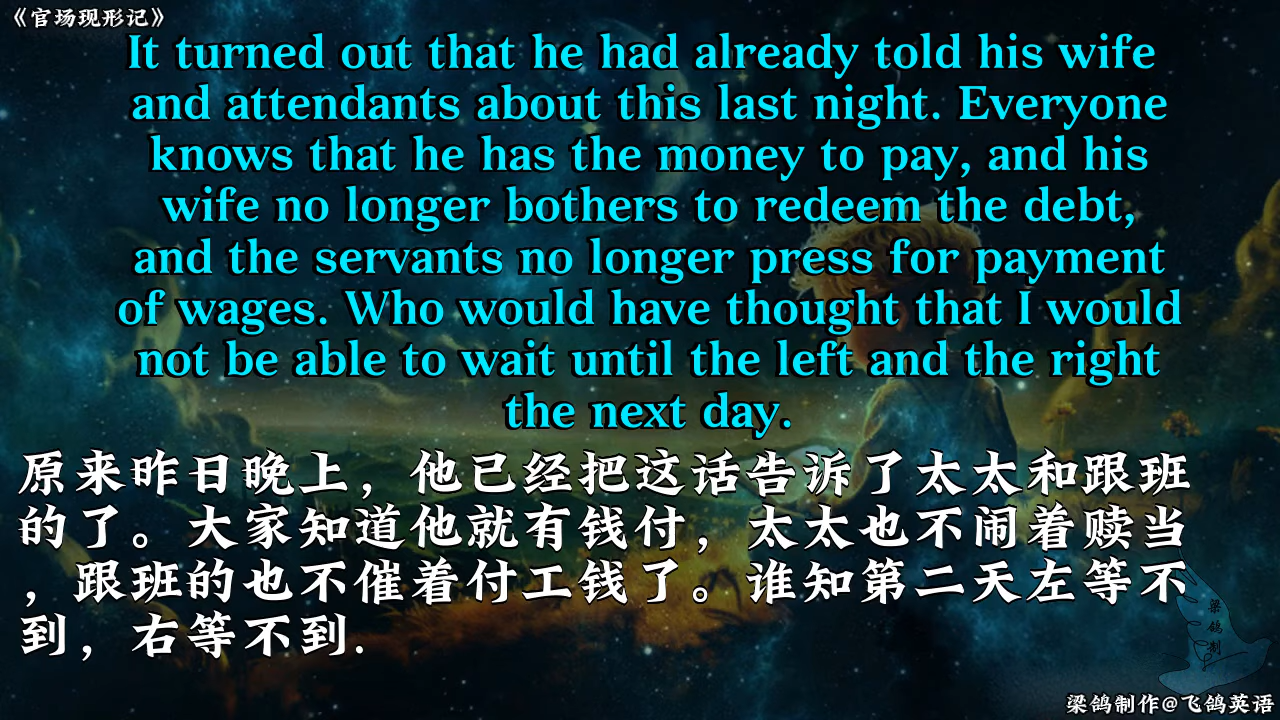 《官场现形记》
It turned out that he had already told his wife
and attendants about this last night. Everyone
knows that he has the money to pay, and his
wife no longer bothers to redeem the debt,
and the servants no longer press for payment
of wages. Who would have thought that I would
not be able to wait until the left and the right
the next day.
原来昨日晚上，他已经把这话告诉了太太和跟班
的了。大家知道他就有钱付，太太也不闹着赎当
，跟班的也不催着付工钱了。谁知第二天左等不
到，右等不到.
梁
鸽
制
梁鸽制作@飞鸽英语